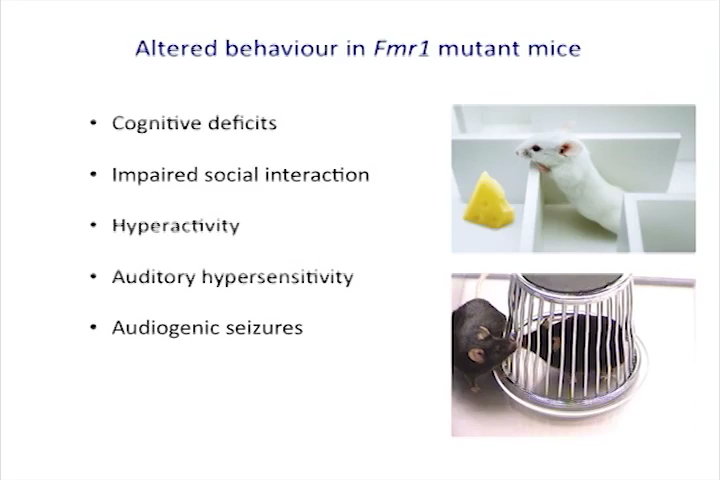 Altered behaviour in Fmr1 mutant mice
• Cognitive deficits
• Impaired social interaction
• Hyperactivity
• Auditory hypersensitivity
• Audiogenic seizures